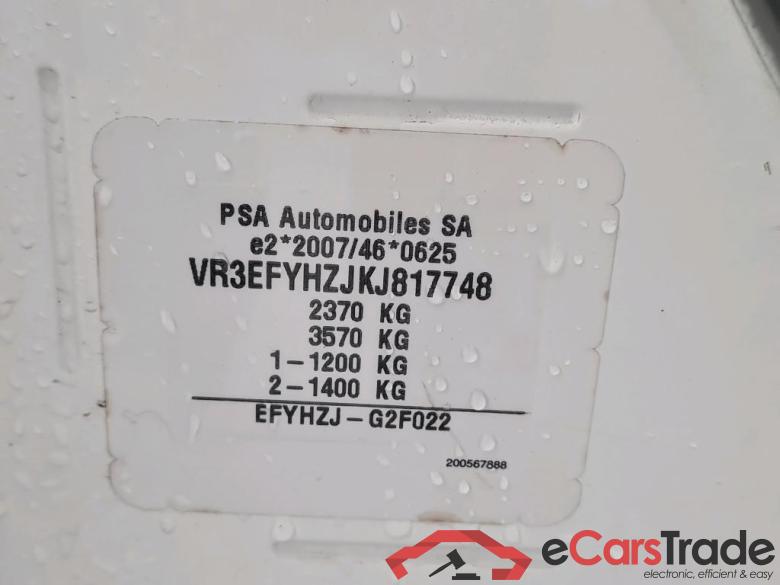 PSA Automobiles SA
e2*2007/46*0625
VR3EFYHZJKJ817748
2370 KG
3570 KG
1-1200 KG
2-1400 KG
EFYHZJ-G2F022
200567888
eCarsTrade
electronic, efficient & easy